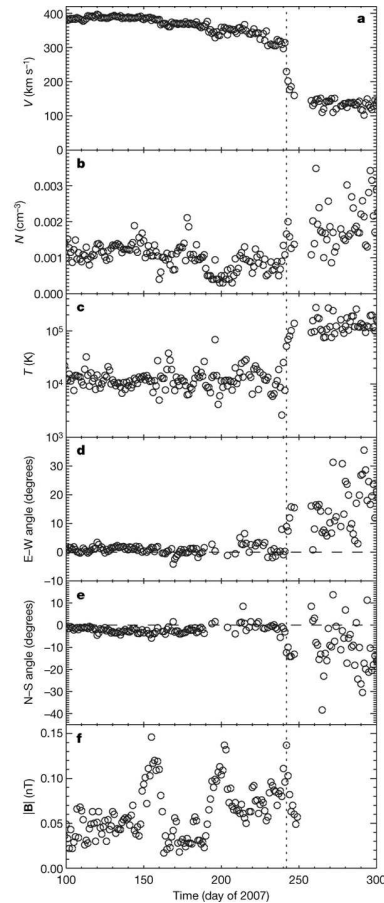 a
400
300
200
100
0
V (km s⁻¹)
b
0.003
0.002
0.001
0.000
N (cm⁻³)
c
10⁵
10⁴
10³
T (K)
d
30
20
10
0
–10
E–W angle (degrees)
e
0
–10
–20
–30
–40
N–S angle (degrees)
f
0.15
0.10
0.05
0.00
|B| (nT)
100 150 200 250 300
Time (day of 2007)